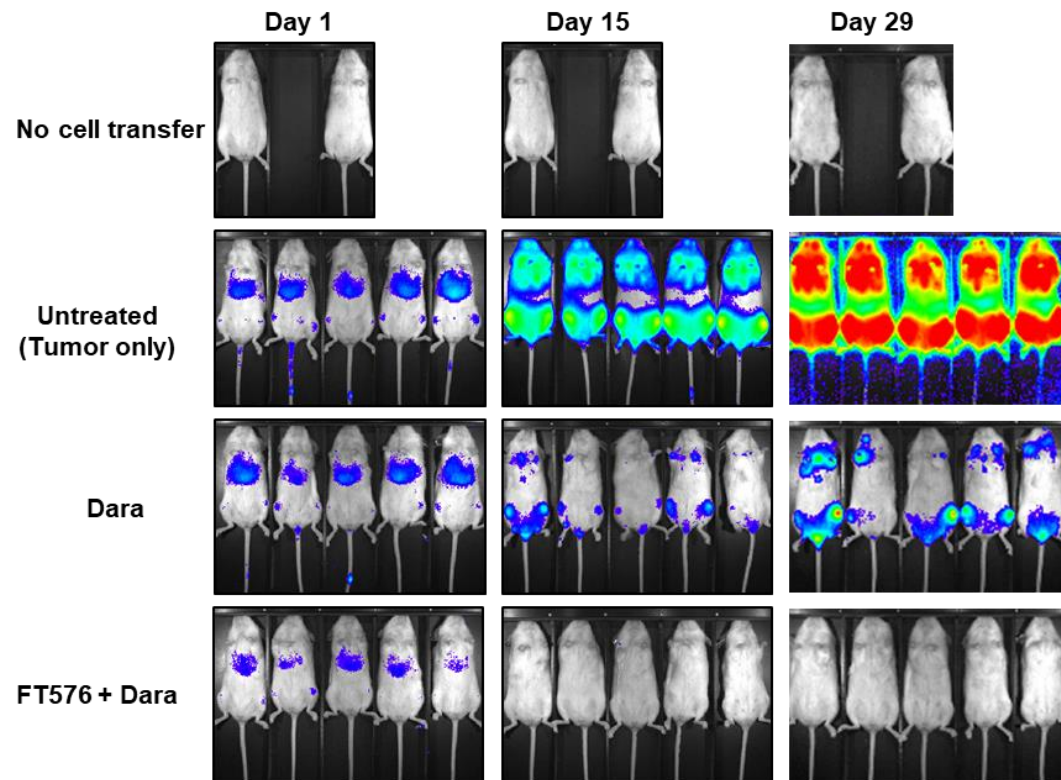 Day 1 Day 15 Day 29
No cell transfer
Untreated
(Tumor only)
Dara
FT576 + Dara